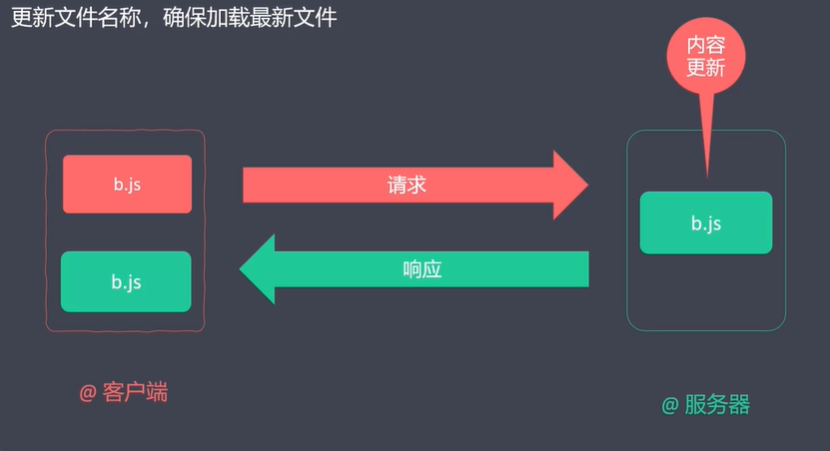 更新文件名称，确保加载最新文件
内容
更新
b.js
请求
b.js
b.js
响应
@ 客户端
@ 服务器